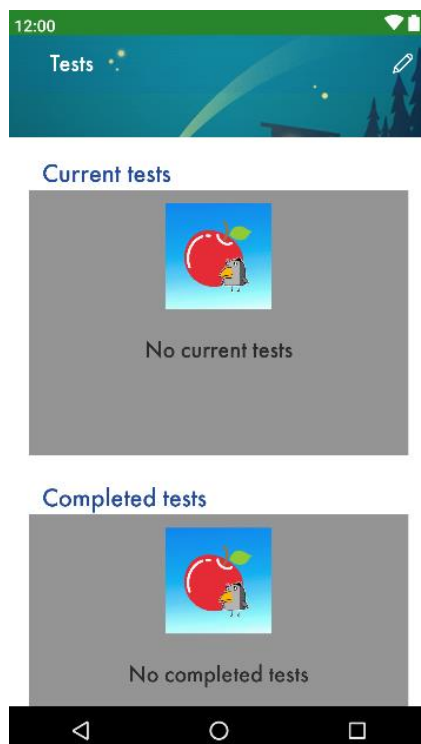 12:00
Tests
Current tests
No current tests
Completed tests
No completed tests